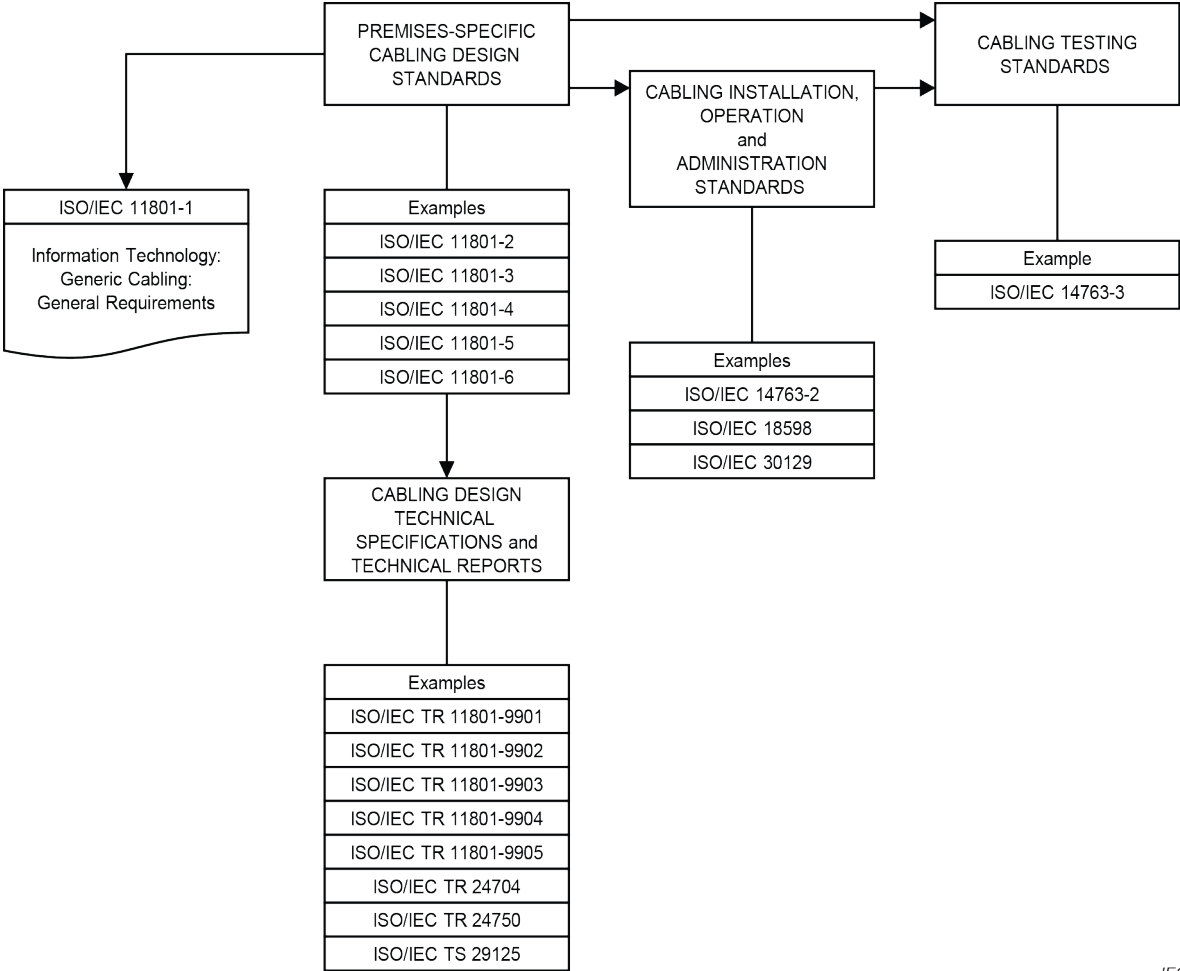 PREMISES-SPECIFIC
CABLING DESIGN
STANDARDS
CABLING TESTING
STANDARDS
CABLING INSTALLATION,
OPERATION
and
ADMINISTRATION
STANDARDS
ISO/IEC 11801-1
Information Technology:
Generic Cabling:
General Requirements
Examples
ISO/IEC 11801-2
ISO/IEC 11801-3
ISO/IEC 11801-4
ISO/IEC 11801-5
ISO/IEC 11801-6
Example
ISO/IEC 14763-3
Examples
ISO/IEC 14763-2
ISO/IEC 18598
ISO/IEC 30129
CABLING DESIGN
TECHNICAL
SPECIFICATIONS and
TECHNICAL REPORTS
Examples
ISO/IEC TR 11801-9901
ISO/IEC TR 11801-9902
ISO/IEC TR 11801-9903
ISO/IEC TR 11801-9904
ISO/IEC TR 11801-9905
ISO/IEC TR 24704
ISO/IEC TR 24750
ISO/IEC TS 29125